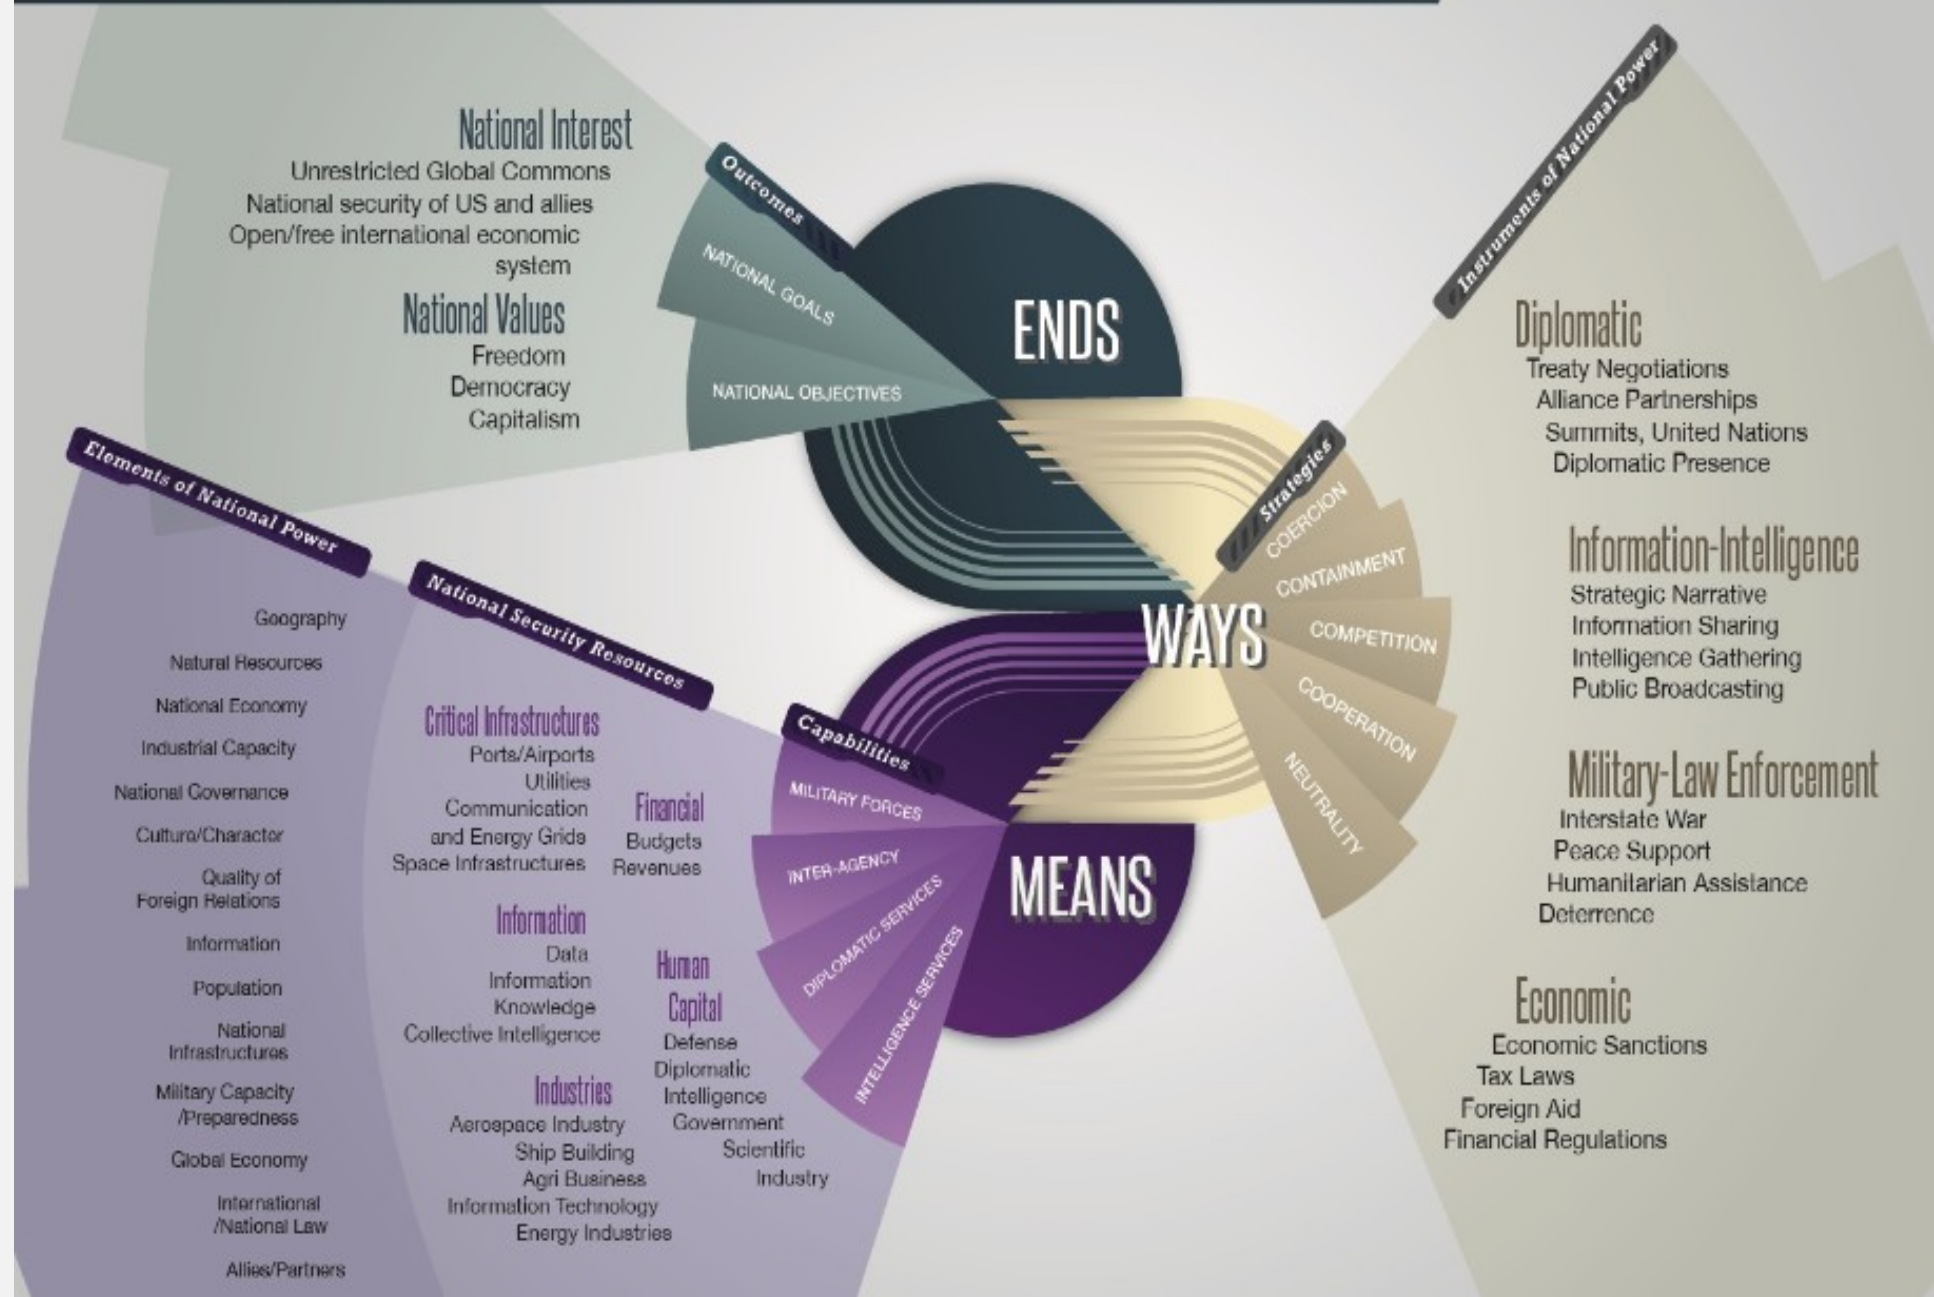 National Interest
Unrestricted Global Commons
National security of US and allies
Open/free international economic
system
National Values
Freedom
Democracy
Capitalism
Outcomes
NATIONAL GOALS
NATIONAL OBJECTIVES
ENDS
Instruments of National Power
Diplomatic
Treaty Negotiations
Alliance Partnerships
Summits, United Nations
Diplomatic Presence
Information-Intelligence
Strategic Narrative
Information Sharing
Intelligence Gathering
Public Broadcasting
Military-Law Enforcement
Interstate War
Peace Support
Humanitarian Assistance
Deterrence
Economic
Economic Sanctions
Tax Laws
Foreign Aid
Financial Regulations
Strategies
COERCION
CONTAINMENT
COMPETITION
COOPERATION
NEUTRALITY
WAYS
Elements of National Power
Geography
Natural Resources
National Economy
Industrial Capacity
National Governance
Culture/Character
Quality of
Foreign Relations
Information
Population
National
Infrastructures
Military Capacity
/Preparedness
Global Economy
International
/National Law
Allies/Partners
National Security Resources
Critical Infrastructures
Ports/Airports
Utilities
Communication
and Energy Grids
Space Infrastructures
Financial
Budgets
Revenues
Information
Data
Information
Knowledge
Collective Intelligence
Human
Capital
Defense
Diplomatic
Intelligence
Government
Scientific
Industry
Industries
Aerospace Industry
Ship Building
Agri Business
Information Technology
Energy Industries
Capabilities
MILITARY FORCES
INTER-AGENCY
DIPLOMATIC SERVICES
INTELLIGENCE SERVICES
MEANS